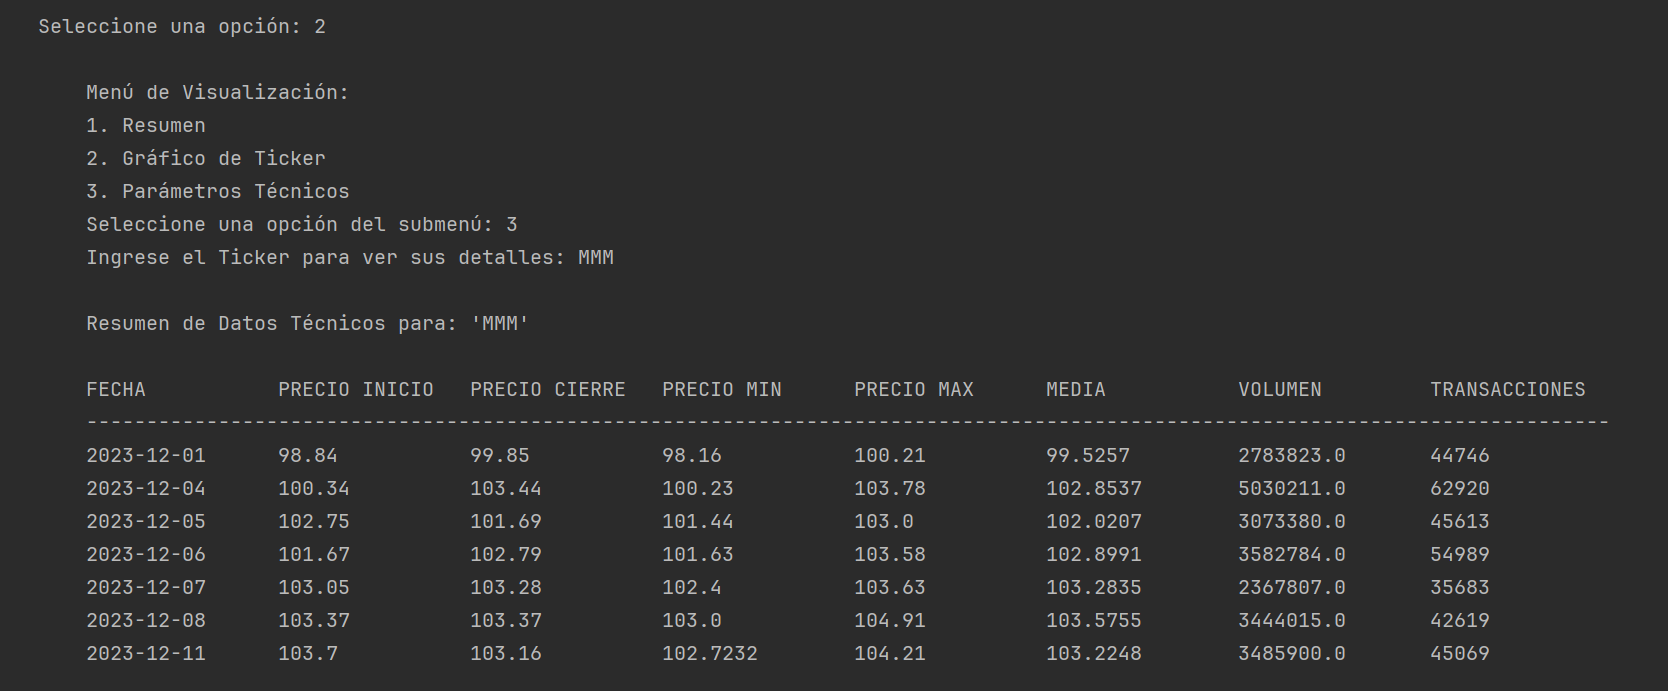 Seleccione una opción: 2
Menú de Visualización:
1. Resumen
2. Gráfico de Ticker
3. Parámetros Técnicos
Seleccione una opción del submenú: 3
Ingrese el Ticker para ver sus detalles: MMM
Resumen de Datos Técnicos para: 'MMM'
FECHA PRECIO INICIO PRECIO CIERRE PRECIO MIN PRECIO MAX MEDIA VOLUMEN TRANSACCIONES
-------------------------------------------------------------------------------------------------------------------------------
2023-12-01 98.84 99.85 98.16 100.21 99.5257 2783823.0 44746
2023-12-04 100.34 103.44 100.23 103.78 102.8537 5030211.0 62920
2023-12-05 102.75 101.69 101.44 103.0 102.0207 3073380.0 45613
2023-12-06 101.67 102.79 101.63 103.58 102.8991 3582784.0 54989
2023-12-07 103.05 103.28 102.4 103.63 103.2835 2367807.0 35683
2023-12-08 103.37 103.37 103.0 104.91 103.5755 3444015.0 42619
2023-12-11 103.7 103.16 102.7232 104.21 103.2248 3485900.0 45069